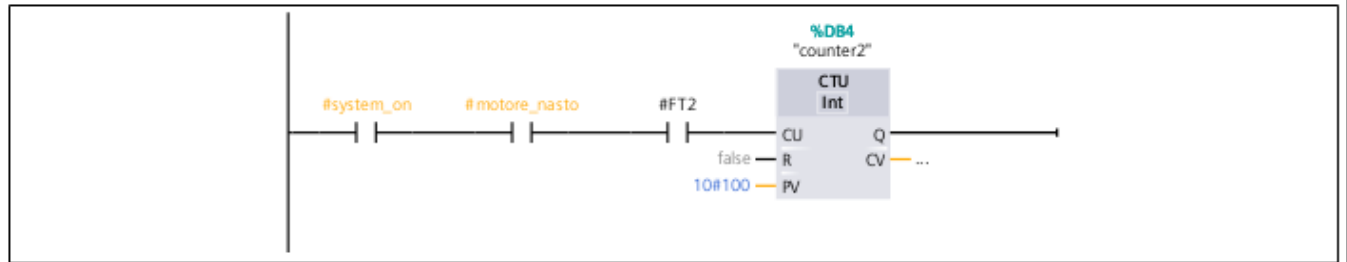 %DB4
"counter2"
CTU
Int
#system_on
#motore_nasto
#FT2
CU
Q
false
R
CV
...
10#100
PV